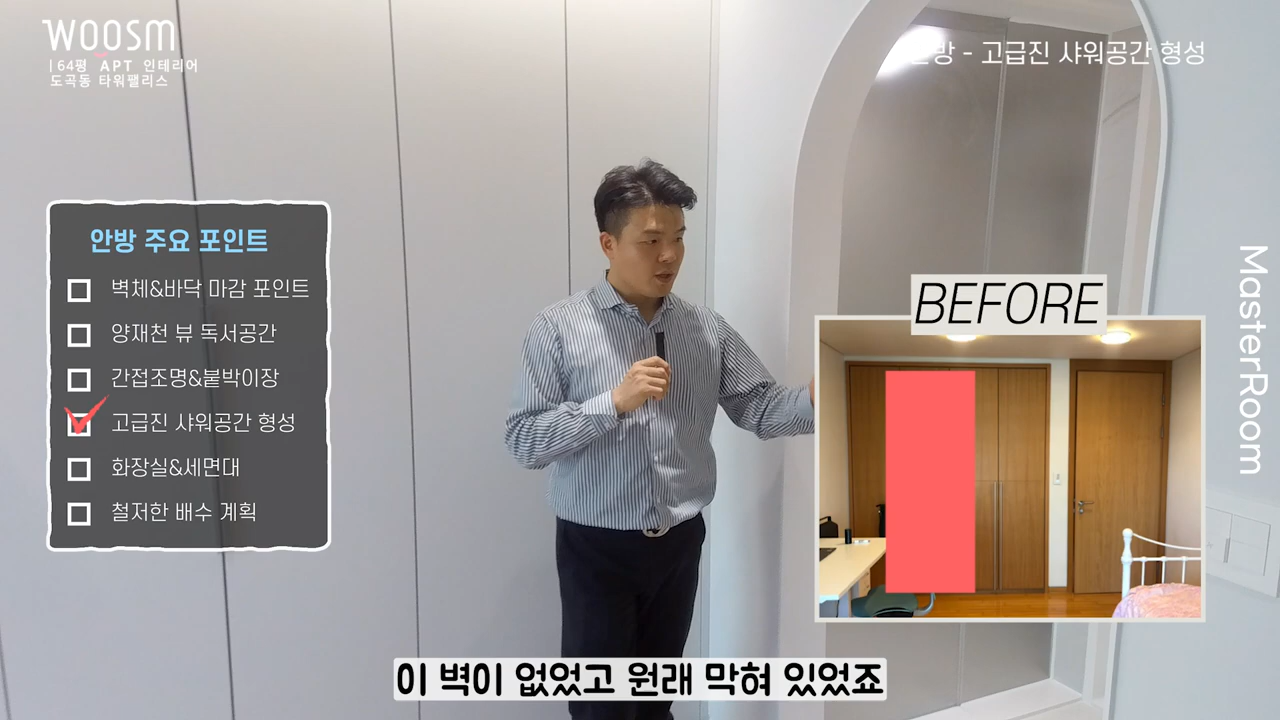 WOOSM
| 64평 APT 인테리어
도곡동 타워팰리스
안방 - 고급진 샤워공간 형성
안방 주요 포인트
벽체&바닥 마감 포인트
양재천 뷰 독서공간
간접조명&붙박이장
고급진 샤워공간 형성
화장실&세면대
철저한 배수 계획
BEFORE
MasterRoom
이 벽이 없었고 원래 막혀 있었죠